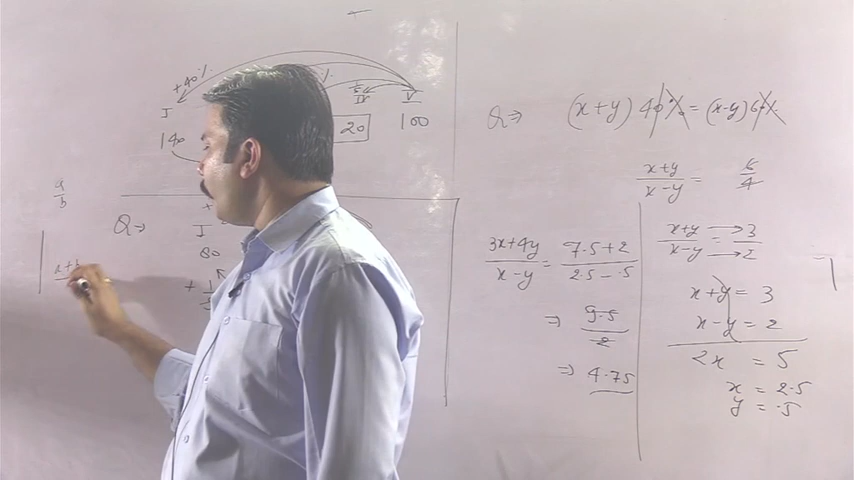 +40%
I
IV
V
140
20
100
a
b
Q⇒
I
80
+
a+b
Q⇒ (x+y) 40% = (x-y) 60%
x+y / x-y = 6/4
3x+4y / x-y = 7.5+2 / 2.5-.5
⇒ 9.5 / 2
⇒ 4.75
x+y / x-y = → 3 / → 2
x+y = 3
x-y = 2
2x = 5
x = 2.5
y = .5